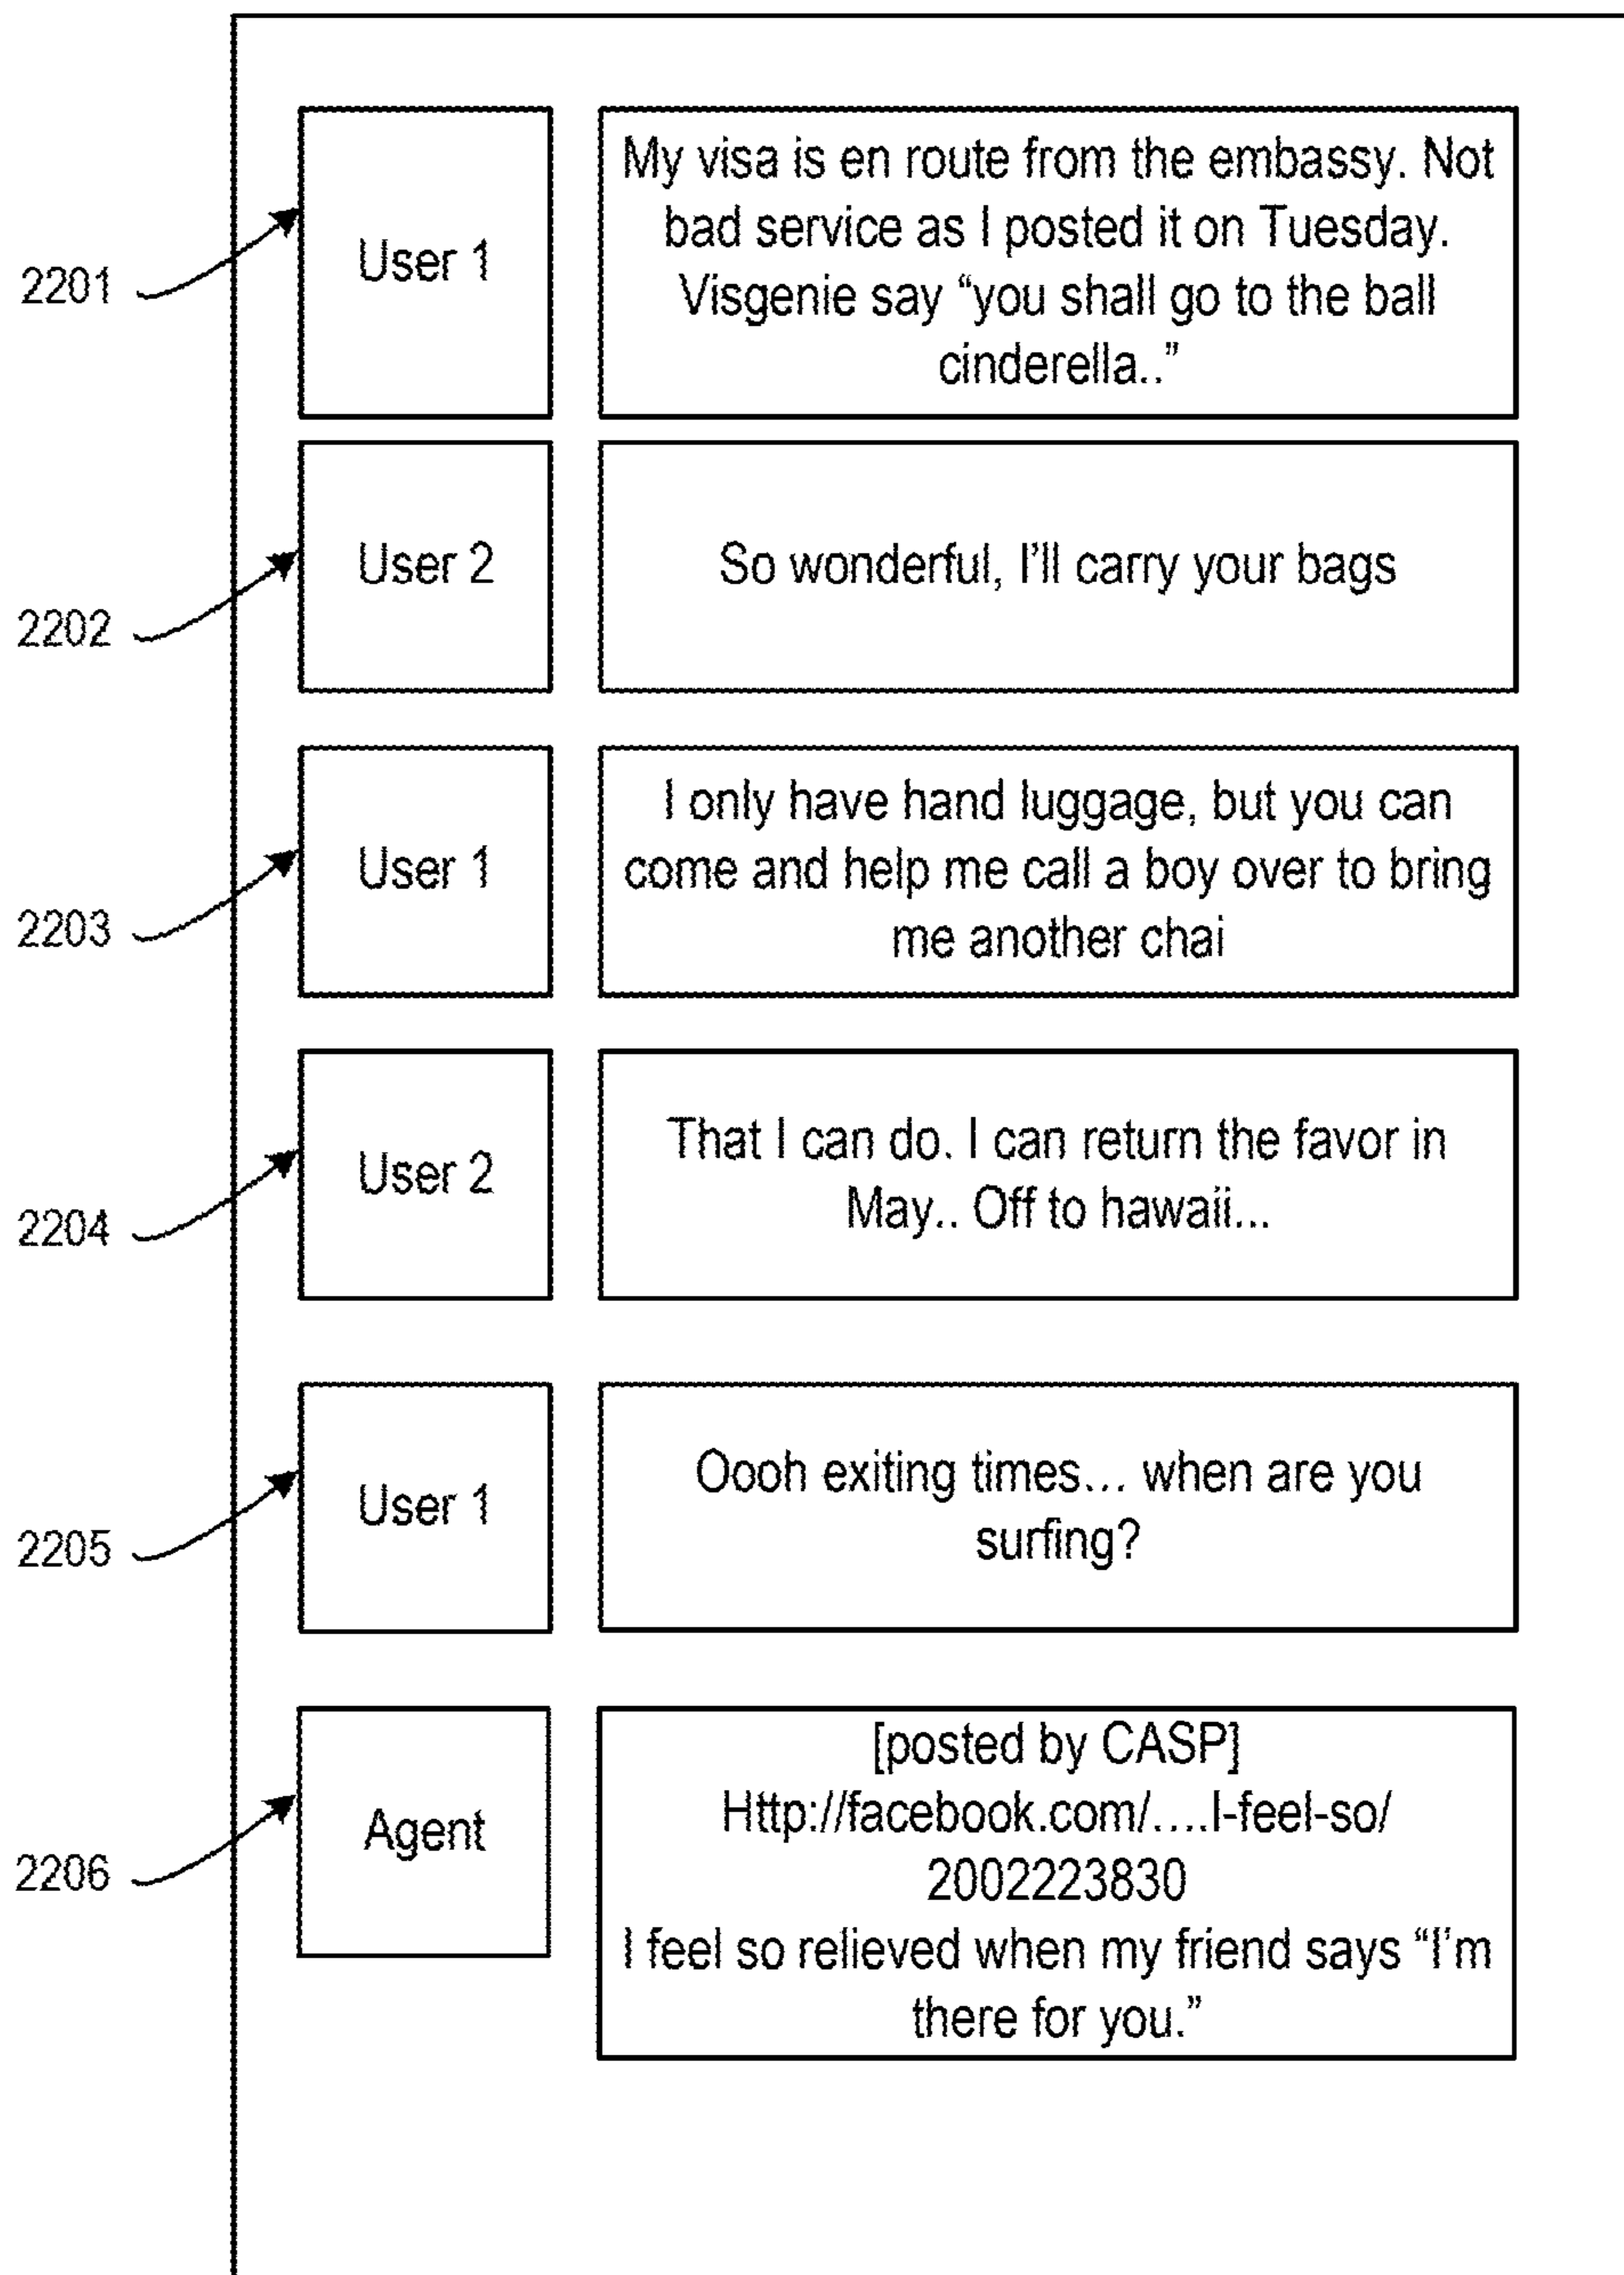 2201
User 1
My visa is en route from the embassy. Not
bad service as I posted it on Tuesday.
Visgenie say “you shall go to the ball
cinderella..”
2202
User 2
So wonderful, I’ll carry your bags
2203
User 1
I only have hand luggage, but you can
come and help me call a boy over to bring
me another chai
2204
User 2
That I can do. I can return the favor in
May.. Off to hawaii...
2205
User 1
Oooh exiting times... when are you
surfing?
2206
Agent
[posted by CASP]
Http://facebook.com/....I-feel-so/
2002223830
I feel so relieved when my friend says “I’m
there for you.”